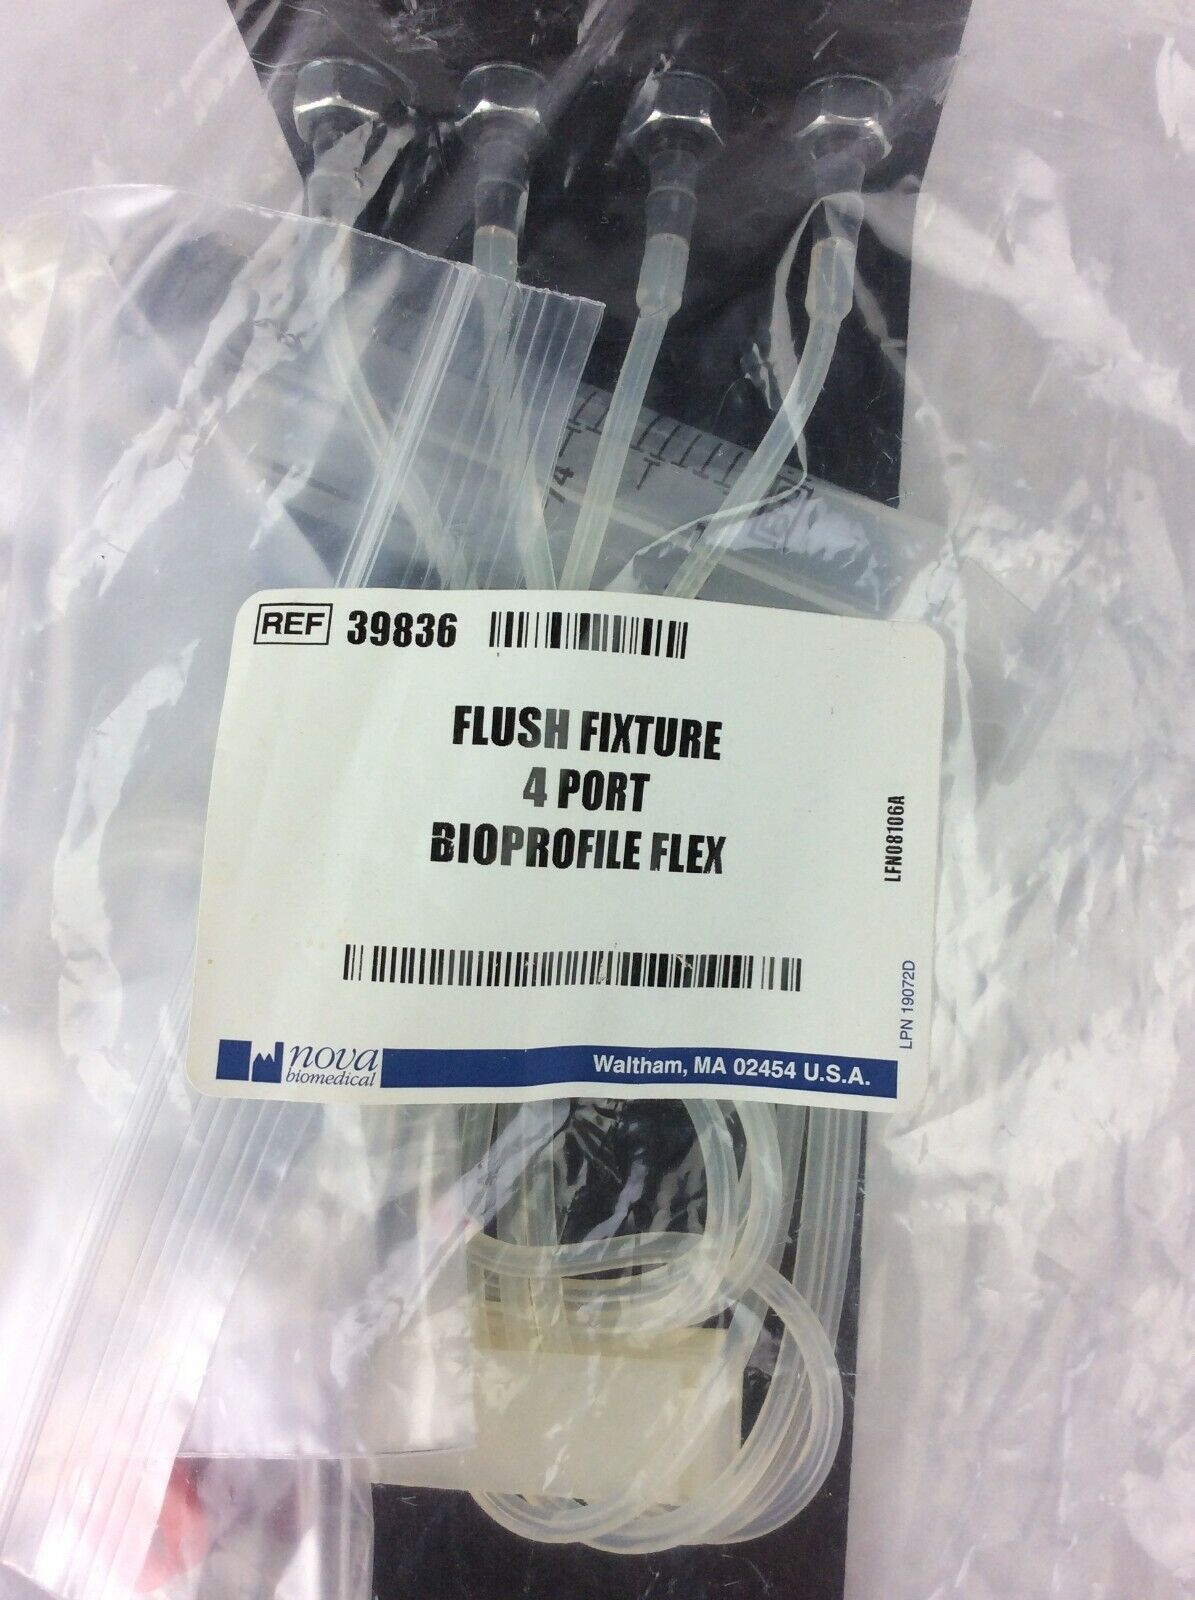 REF 39836
FLUSH FIXTURE
4 PORT
BIOPROFILE FLEX
LFN08106A
LPN 19072D
nova
biomedical
Waltham, MA 02454 U.S.A.